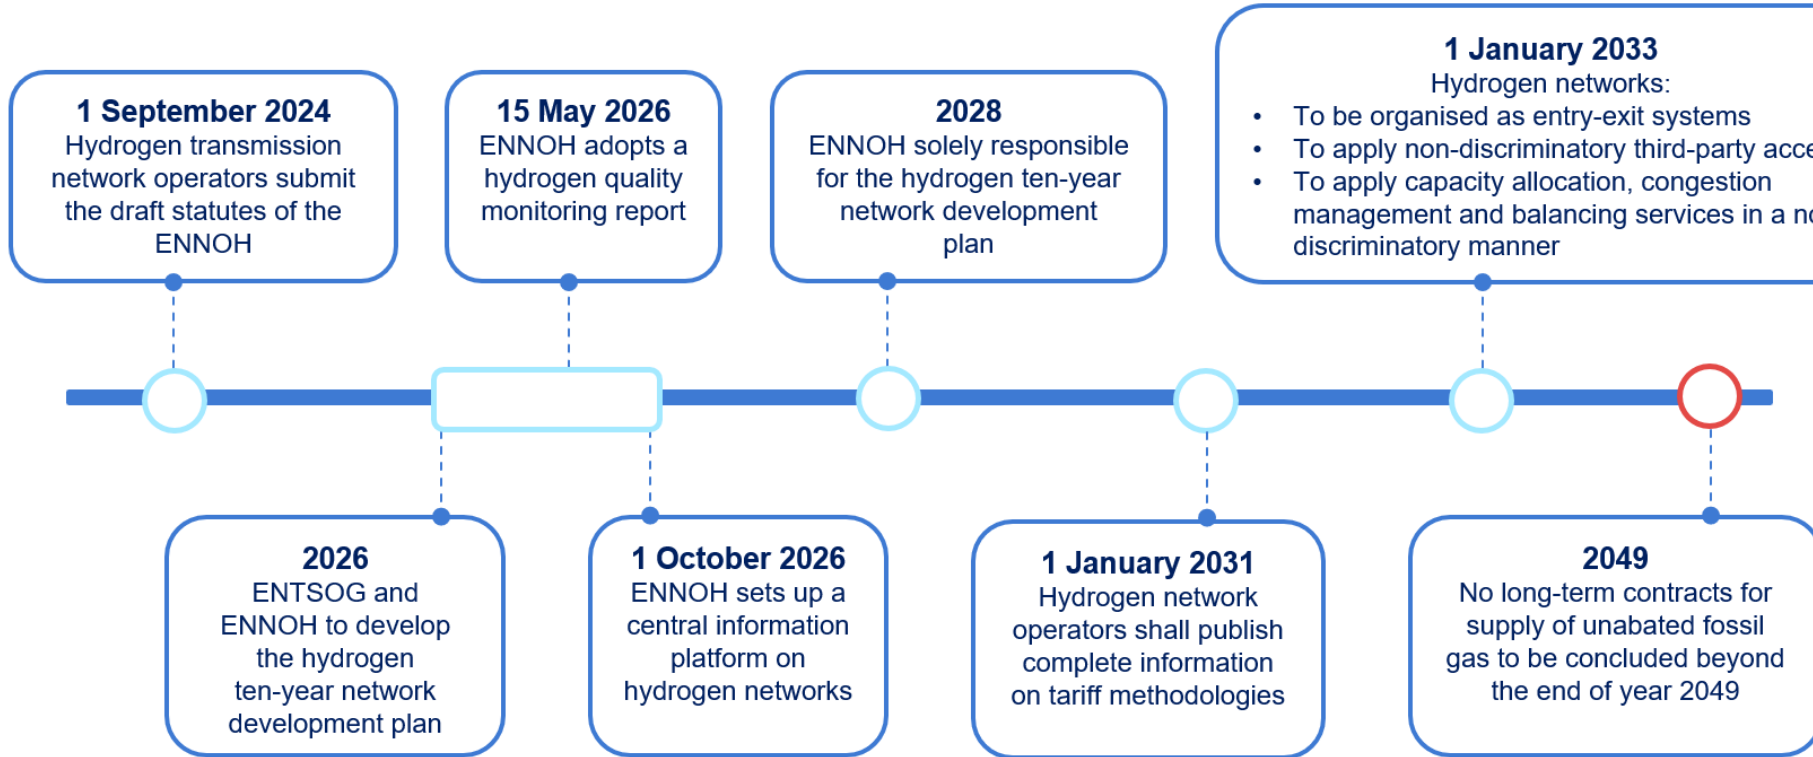 1 September 2024
Hydrogen transmission
network operators submit
the draft statutes of the
ENNOH
15 May 2026
ENNOH adopts a
hydrogen quality
monitoring report
2028
ENNOH solely responsible
for the hydrogen ten-year
network development
plan
1 January 2033
Hydrogen networks:
• To be organised as entry-exit systems
• To apply non-discriminatory third-party
• To apply capacity allocation, congestion
management and balancing services in a
discriminatory manner
2026
ENTSOG and
ENNOH to develop
the hydrogen
ten-year network
development plan
1 October 2026
ENNOH sets up a
central information
platform on
hydrogen networks
1 January 2031
Hydrogen network
operators shall publish
complete information
on tariff methodologies
2049
No long-term contracts for
supply of unabated fossil
gas to be concluded beyond
the end of year 2049